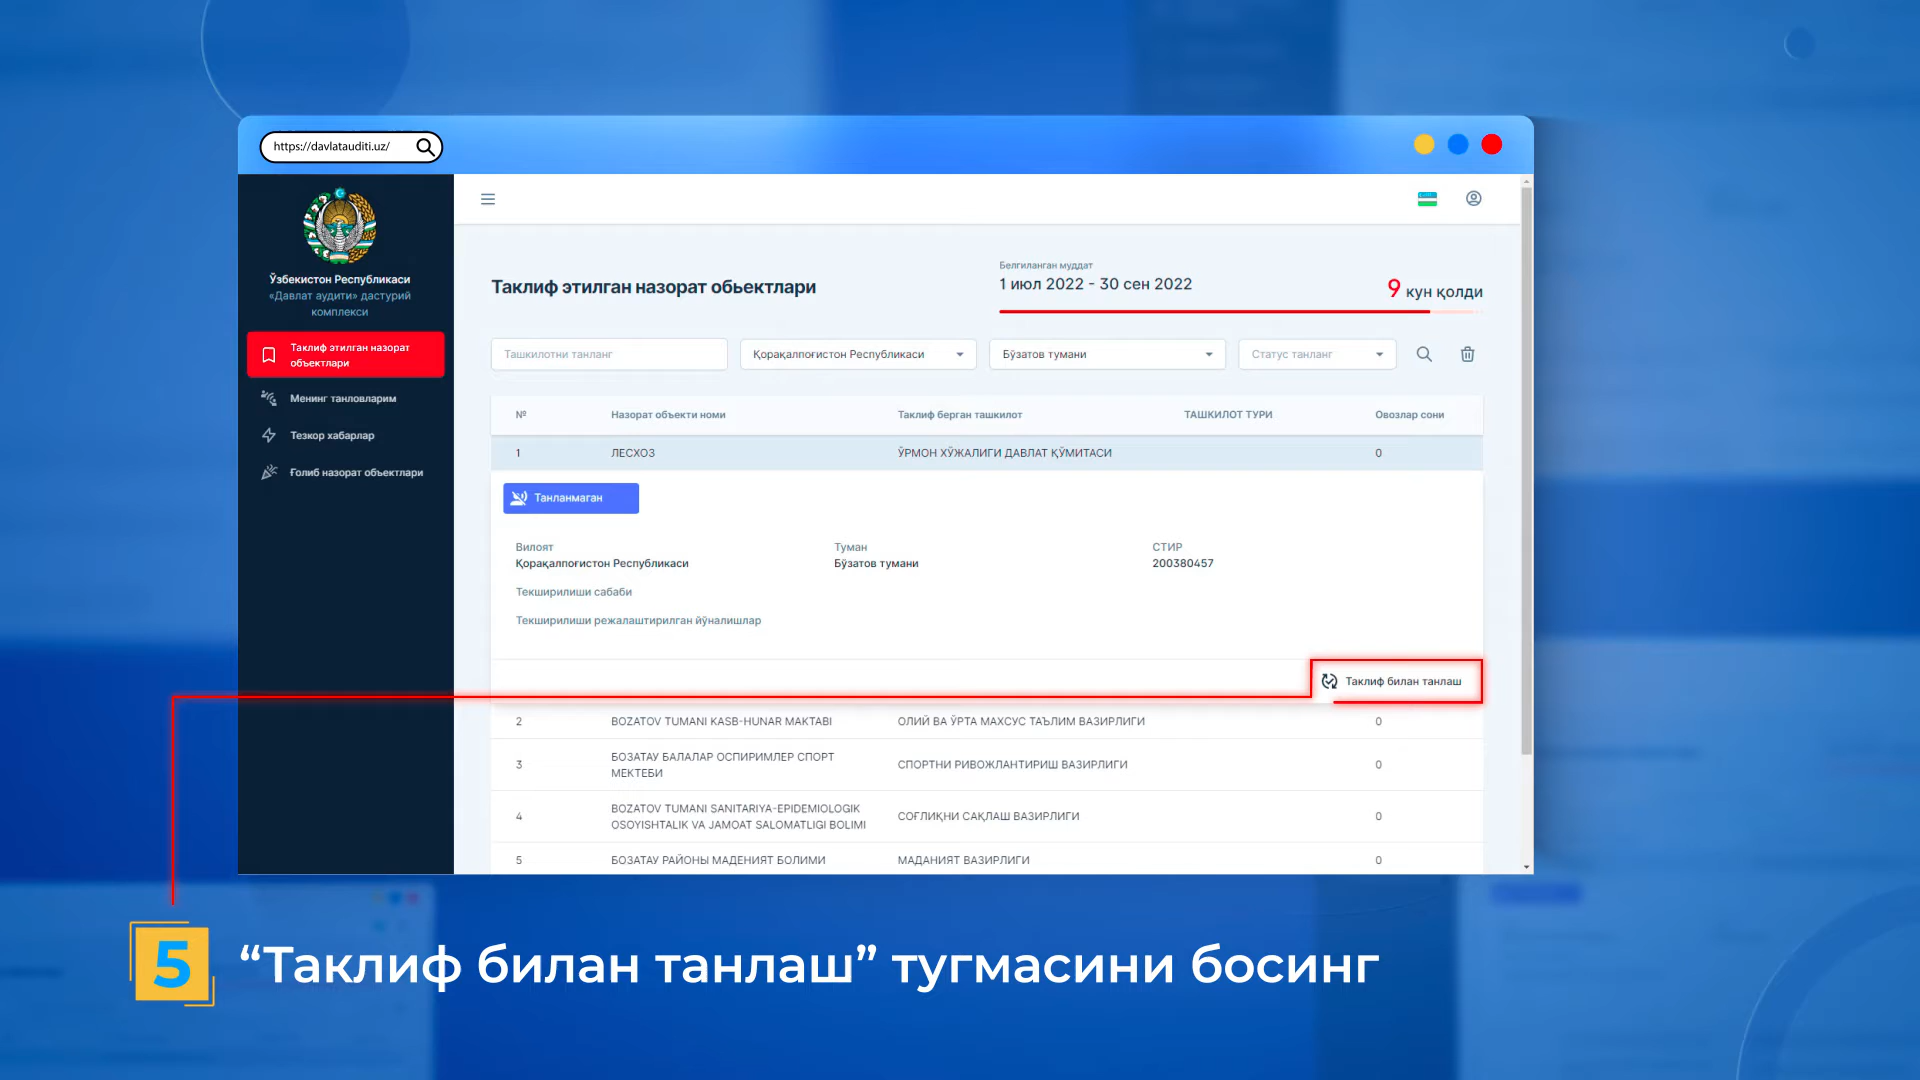 https://davlatauditi.uz/
Ўзбекистон Республикаси
«Давлат аудити» дастурий
комплекси
Таклиф этилган назорат
объектлари
Менинг танловларим
Тезкор хабарлар
Ғолиб назорат объектлари
Таклиф этилган назорат обьектлари
Белгиланган муддат
1 июл 2022 - 30 сен 2022
9 кун қолди
Ташкилотни танланг
Қорақалпоғистон Республикаси
Бўзатов тумани
Статус танланг
№ Назорат объекти номи Таклиф берган ташкилот ТАШКИЛОТ ТУРИ Овозлар сони
1 ЛЕСХОЗ ЎРМОН ХЎЖАЛИГИ ДАВЛАТ ҚЎМИТАСИ 0
Танланмаган
Вилоят Туман СТИР
Қорақалпоғистон Республикаси Бўзатов тумани 200380457
Текширилиши сабаби
Текширилиши режалаштирилган йўналишлар
Таклиф билан танлаш
2 BOZATOV TUMANI KASB-HUNAR MAKTABI ОЛИЙ ВА ЎРТА МАХСУС ТАЪЛИМ ВАЗИРЛИГИ 0
3 БОЗАТАУ БАЛАЛАР ОСПИРИМЛЕР СПОРТ
МЕКТЕБИ СПОРТНИ РИВОЖЛАНТИРИШ ВАЗИРЛИГИ 0
4 BOZATOV TUMANI SANITARIYA-EPIDEMIOLOGIK
OSOYISHTALIK VA JAMOAT SALOMATLIGI BOLIMI СОҒЛИҚНИ САҚЛАШ ВАЗИРЛИГИ 0
5 БОЗАТАУ РАЙОНЫ МАДЕНИЯТ БОЛИМИ МАДАНИЯТ ВАЗИРЛИГИ 0
5 “Таклиф билан танлаш” тугмасини босинг